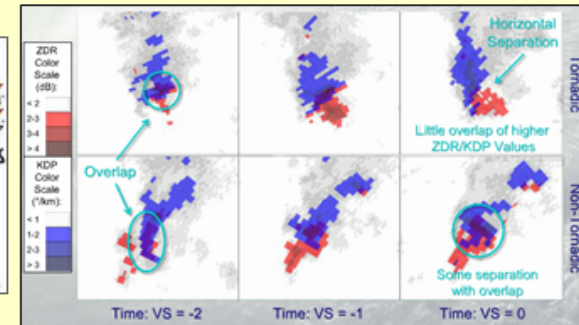 ZDR
Color
Scale
(dB):
< 2
2-3
3-4
> 4
KDP
Color
Scale
(°/km):
< 1
1-2
2-3
> 3
Overlap
Horizontal
Separation
Little overlap of higher
ZDR/KDP Values
Some separation
with overlap
Tornadic
Non-Tornadic
Time: VS = -2
Time: VS = -1
Time: VS = 0